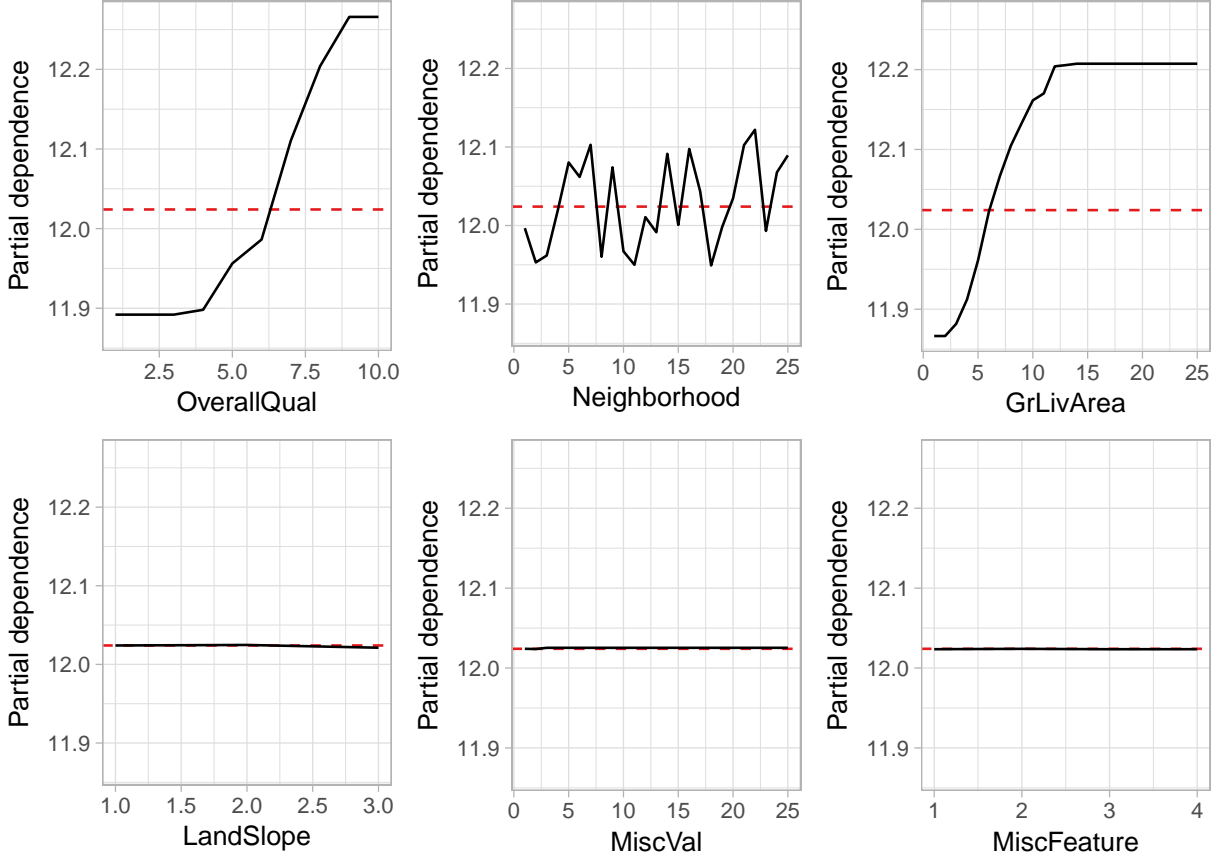 Partial dependence
12.2
12.1
12.0
11.9
2.5 5.0 7.5 10.0
OverallQual
Partial dependence
12.2
12.1
12.0
11.9
0 5 10 15 20 25
Neighborhood
Partial dependence
12.2
12.1
12.0
11.9
0 5 10 15 20 25
GrLivArea
Partial dependence
12.2
12.1
12.0
11.9
1.0 1.5 2.0 2.5 3.0
LandSlope
Partial dependence
12.2
12.1
12.0
11.9
0 5 10 15 20 25
MiscVal
Partial dependence
12.2
12.1
12.0
11.9
1 2 3 4
MiscFeature